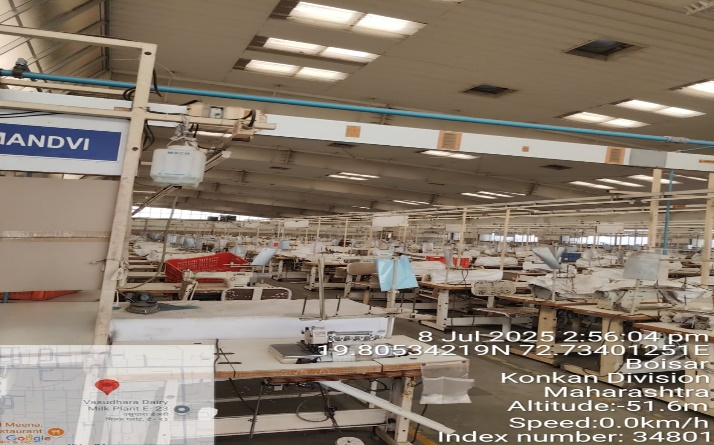 MANDVI
8 Jul 2025 2:56:04 pm
19.80534219N 72.73401251E
Boisar
Konkan Division
Maharashtra
Altitude:-51.6m
Speed:0.0km/h
Index number: 34801
Vasudhara Dairy
Milk Plant E-23
Google